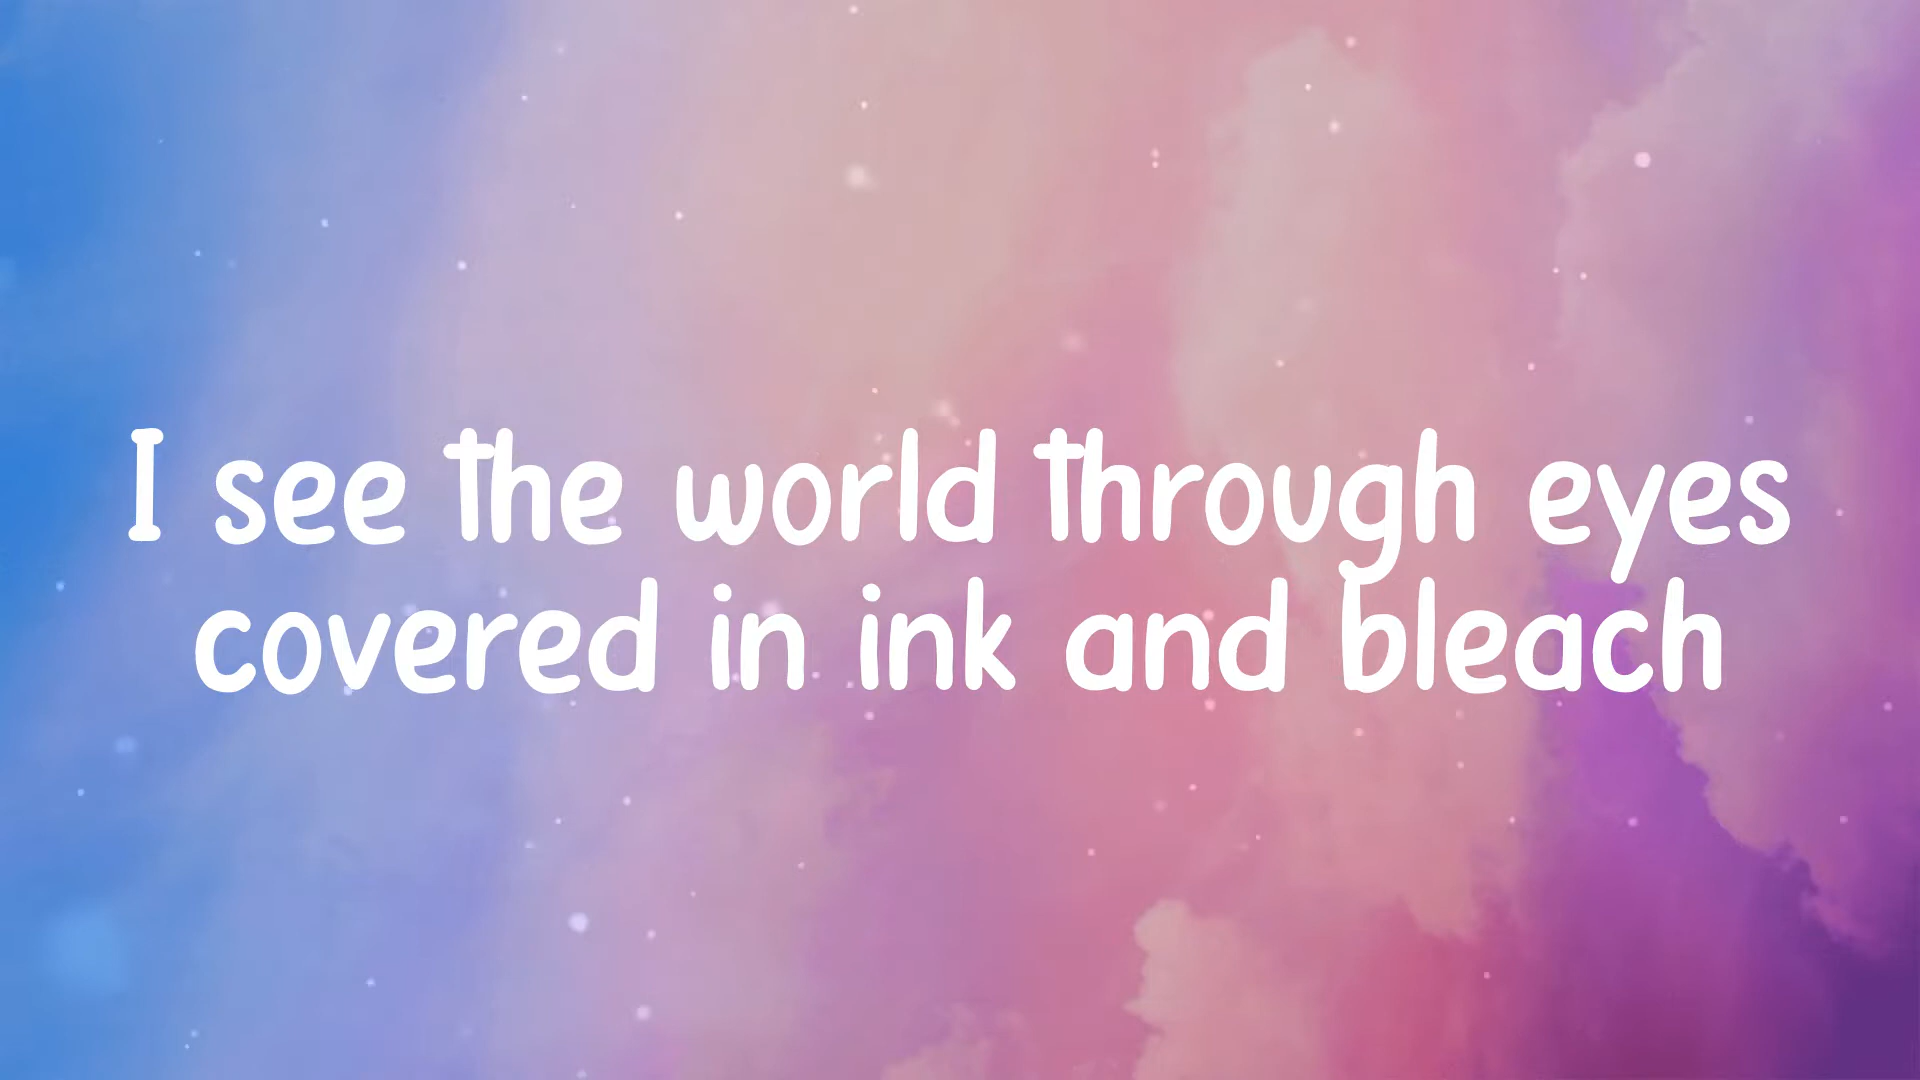 I see the world through eyes
covered in ink and bleach